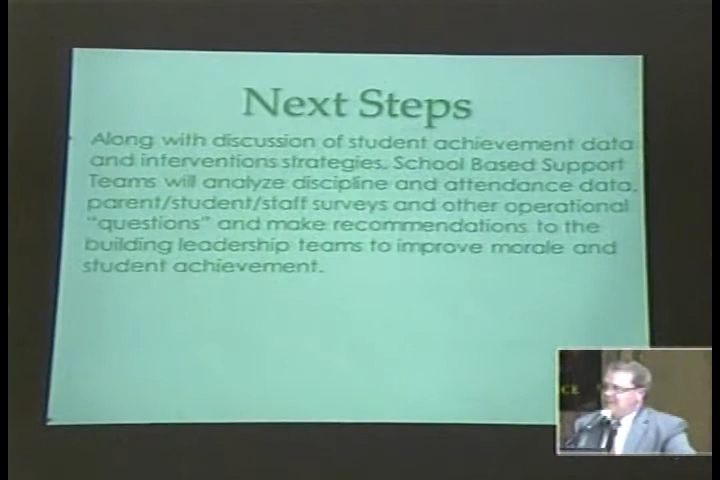 Next Steps
Along with discussion of student achievement data
and interventions strategies, School Based Support
Teams will analyze discipline and attendance data,
parent/student/staff surveys and other operational
"questions" and make recommendations to the
building leadership teams to improve morale and
student achievement.
CE